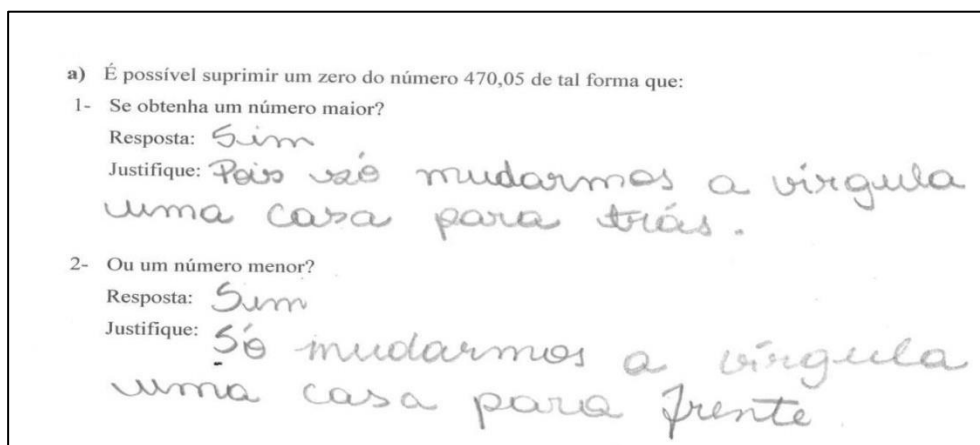 a) É possível suprimir um zero do número 470,05 de tal forma que:
1- Se obtenha um número maior?
Resposta: Sim
Justifique: Pois só mudarmos a vírgula
uma casa para trás.
2- Ou um número menor?
Resposta: Sim
Justifique: Só mudarmos a vírgula
uma casa para frente